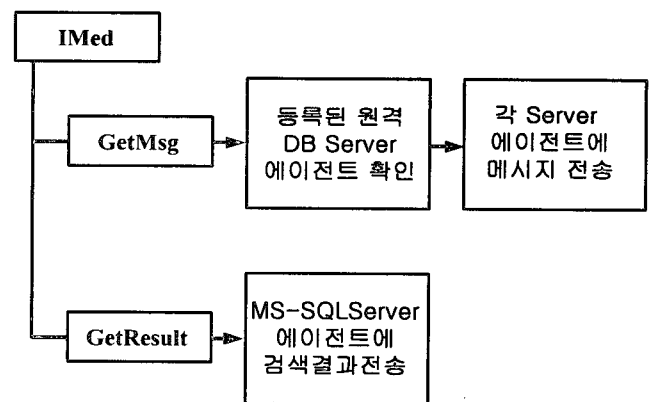 IMed
GetMsg
등록된 원격
DB Server
에이전트 확인
각 Server
에이전트에
메시지 전송
GetResult
MS-SQLServer
에이전트에
검색결과전송